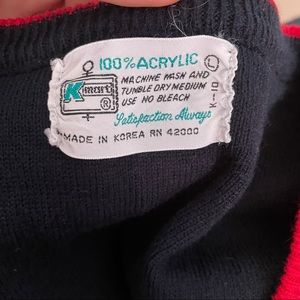 100% ACRYLIC
L
K mart
®
MACHINE WASH AND
TUMBLE DRY MEDIUM
USE NO BLEACH
K-10
Satisfaction Always
MADE IN KOREA RN 42000